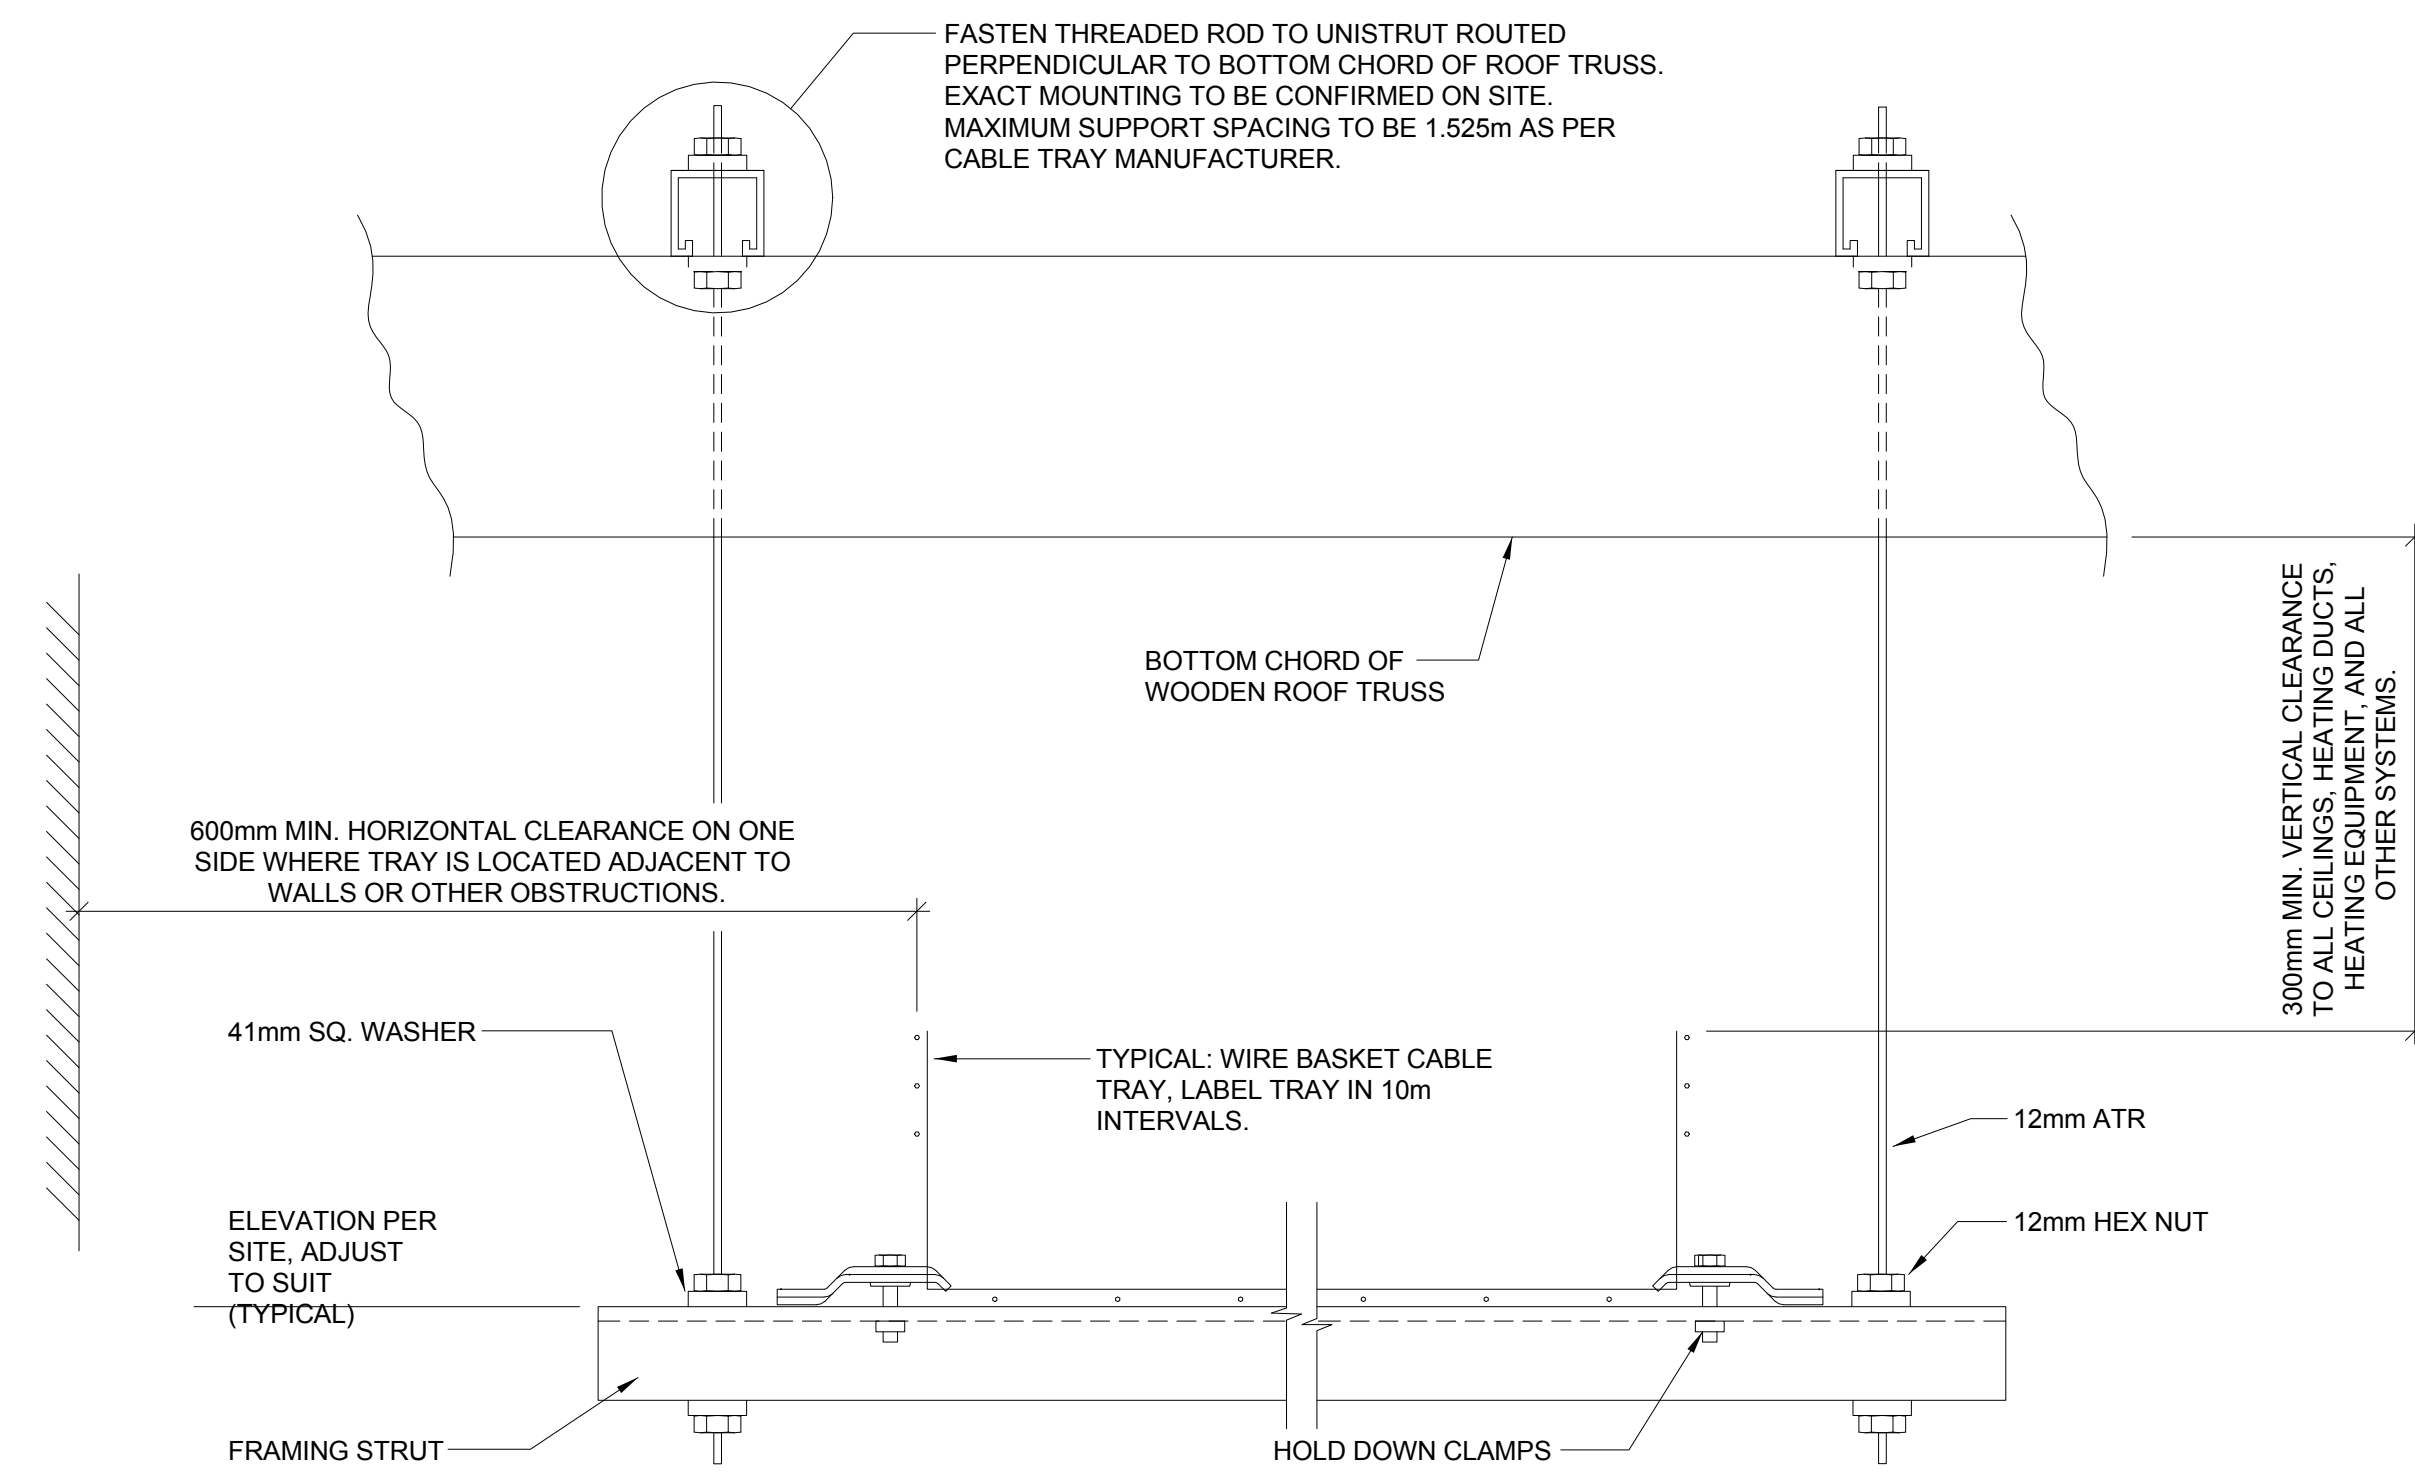 FASTEN THREADED ROD TO UNISTRUT ROUTED
PERPENDICULAR TO BOTTOM CHORD OF ROOF TRUSS.
EXACT MOUNTING TO BE CONFIRMED ON SITE.
MAXIMUM SUPPORT SPACING TO BE 1.525m AS PER
CABLE TRAY MANUFACTURER.
BOTTOM CHORD OF
WOODEN ROOF TRUSS
300mm MIN. VERTICAL CLEARANCE
TO ALL CEILINGS, HEATING DUCTS,
HEATING EQUIPMENT, AND ALL
OTHER SYSTEMS.
600mm MIN. HORIZONTAL CLEARANCE ON ONE
SIDE WHERE TRAY IS LOCATED ADJACENT TO
WALLS OR OTHER OBSTRUCTIONS.
41mm SQ. WASHER
TYPICAL: WIRE BASKET CABLE
TRAY, LABEL TRAY IN 10m
INTERVALS.
12mm ATR
12mm HEX NUT
ELEVATION PER
SITE, ADJUST
TO SUIT
(TYPICAL)
FRAMING STRUT
HOLD DOWN CLAMPS